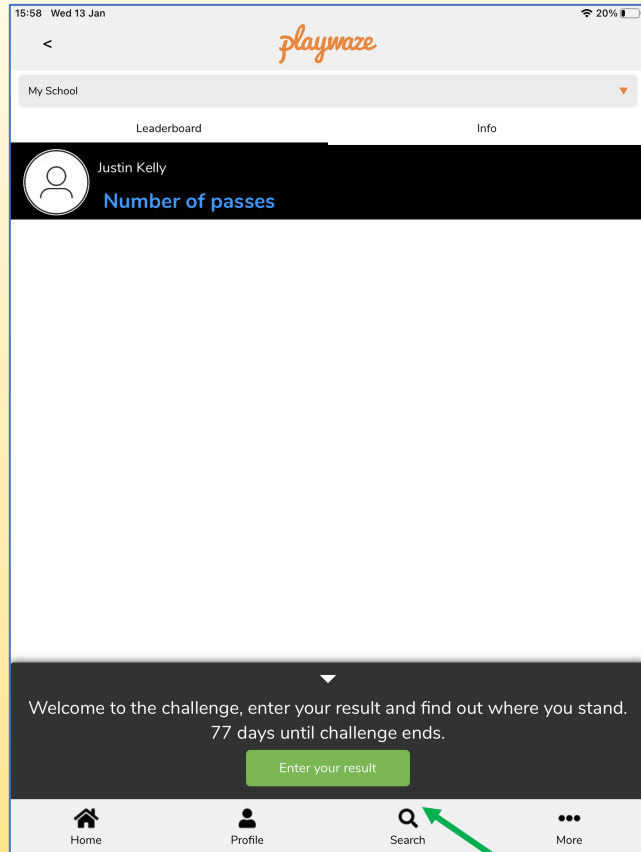 15:58 Wed 13 Jan 20%
< playwaze
My School
Leaderboard Info
Justin Kelly
Number of passes
Welcome to the challenge, enter your result and find out where you stand.
77 days until challenge ends.
Enter your result
Home Profile Search More